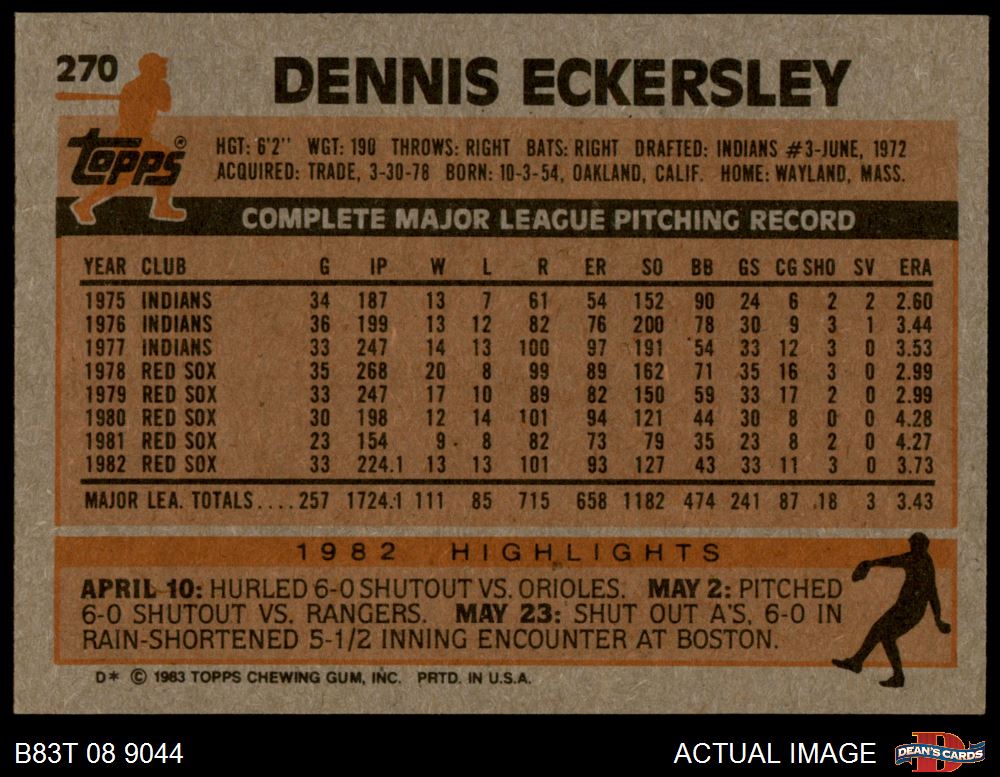 270 DENNIS ECKERSLEY
topps® HGT: 6'2" WGT: 190 THROWS: RIGHT BATS: RIGHT DRAFTED: INDIANS #3-JUNE, 1972
ACQUIRED: TRADE, 3-30-78 BORN: 10-3-54, OAKLAND, CALIF. HOME: WAYLAND, MASS.
COMPLETE MAJOR LEAGUE PITCHING RECORD
YEAR CLUB G IP W L R ER SO BB GS CG SHO SV ERA
1975 INDIANS 34 187 13 7 61 54 152 90 24 6 2 2 2.60
1976 INDIANS 36 199 13 12 82 76 200 78 30 9 3 1 3.44
1977 INDIANS 33 247 14 13 100 97 191 54 33 12 3 0 3.53
1978 RED SOX 35 268 20 8 99 89 162 71 35 16 3 0 2.99
1979 RED SOX 33 247 17 10 89 82 150 59 33 17 2 0 2.99
1980 RED SOX 30 198 12 14 101 94 121 44 30 8 0 0 4.28
1981 RED SOX 23 154 9 8 82 73 79 35 23 8 2 0 4.27
1982 RED SOX 33 224.1 13 13 101 93 127 43 33 11 3 0 3.73
MAJOR LEA. TOTALS.... 257 1724.1 111 85 715 658 1182 474 241 87 18 3 3.43
1982 HIGHLIGHTS
APRIL 10: HURLED 6-0 SHUTOUT VS. ORIOLES. MAY 2: PITCHED
6-0 SHUTOUT VS. RANGERS. MAY 23: SHUT OUT A'S, 6-0 IN
RAIN-SHORTENED 5-1/2 INNING ENCOUNTER AT BOSTON.
D* © 1983 TOPPS CHEWING GUM, INC. PRTD. IN U.S.A.
B83T 08 9044 ACTUAL IMAGE D DEAN'S CARDS